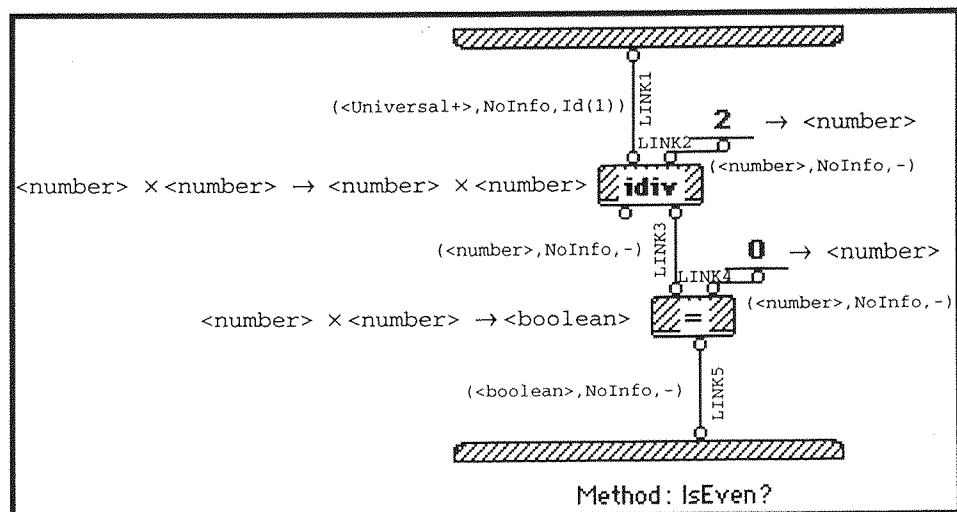 (<Universal+>,NoInfo,Id(1))
LINK1
2 → <number>
LINK2
(<number>,NoInfo,-)
<number> ×<number> → <number> ×<number>
idiv
(<number>,NoInfo,-)
LINK3
0 → <number>
LINK4
(<number>,NoInfo,-)
<number> ×<number> →<boolean>
=
(<boolean>,NoInfo,-)
LINK5
Method: IsEven?